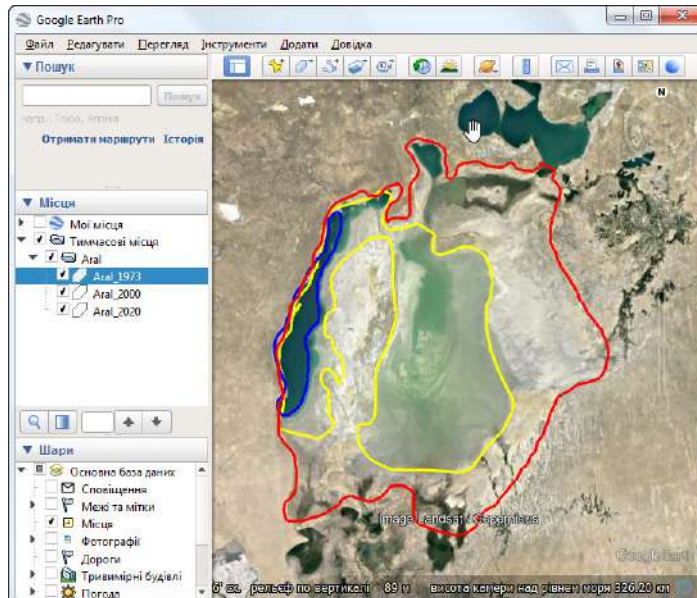 Google Earth Pro
Файл Редагувати Перегляд Інструменти Додати Довідка
Пошук
Пошук
Отримати маршрути Історія
Місця
Мої місця
Тимчасові місця
Aral
Aral_1973
Aral_2000
Aral_2020
Шари
Основна база даних
Сповіщення
Межі та мітки
Місця
Фотографії
Дороги
Тривимірні будівлі
Погода
N
Image Landsat / Copernicus
Google Earth
сх. рельєф по вертикалі 89 м висота камери над рівнем моря 326.20 км